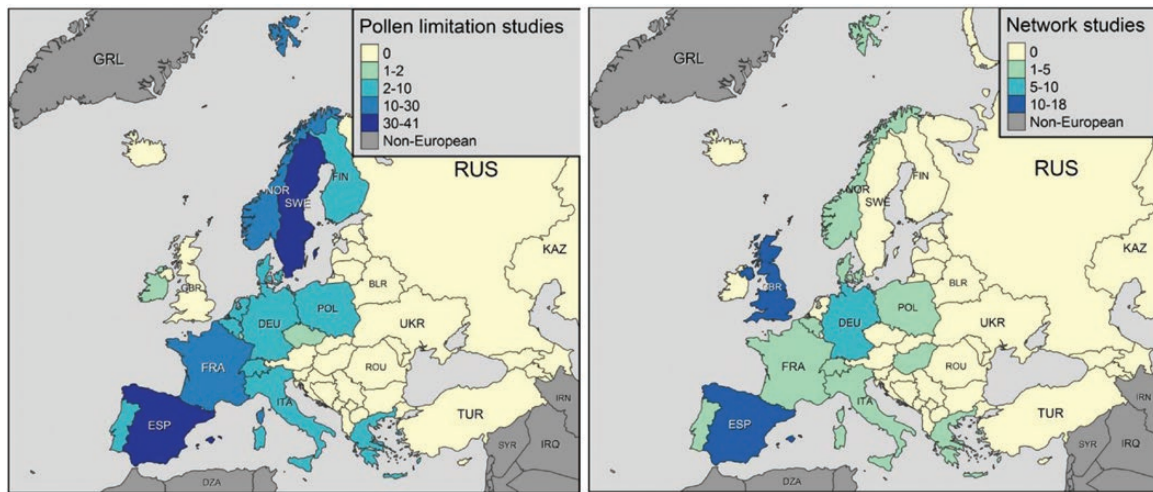 Pollen limitation studies
0
1-2
2-10
10-30
30-41
Non-European
GRL
RUS
FIN
NOR
SWE
KAZ
GBR
BLR
POL
DEU
UKR
FRA
ROU
ITA
TUR
ESP
IRN
SYR
IRQ
DZA
Network studies
0
1-5
5-10
10-18
Non-European
GRL
RUS
FIN
NOR
SWE
KAZ
GBR
BLR
POL
DEU
UKR
FRA
ROU
ITA
TUR
ESP
IRN
SYR
IRQ
DZA